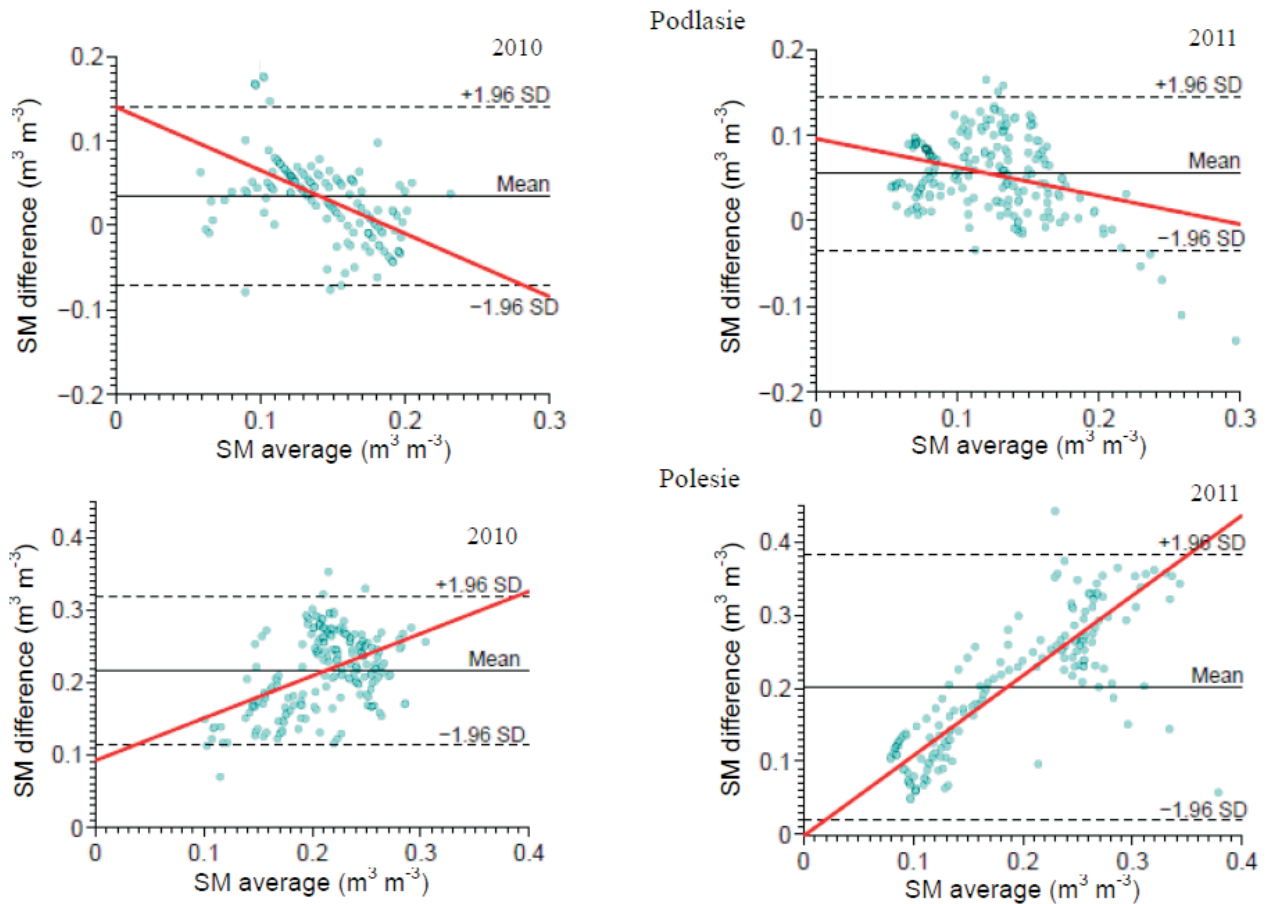 Podlasie
2010
0.2
0.1
0
−0.1
−0.2
SM difference (m³ m⁻³)
+1.96 SD
Mean
−1.96 SD
0 0.1 0.2 0.3
SM average (m³ m⁻³)
2011
0.2
0.1
0
−0.1
−0.2
SM difference (m³ m⁻³)
+1.96 SD
Mean
−1.96 SD
0 0.1 0.2 0.3
SM average (m³ m⁻³)
Polesie
2010
0.4
0.3
0.2
0.1
0
SM difference (m³ m⁻³)
+1.96 SD
Mean
−1.96 SD
0 0.1 0.2 0.3 0.4
SM average (m³ m⁻³)
2011
0.4
0.3
0.2
0.1
0
SM difference (m³ m⁻³)
+1.96 SD
Mean
−1.96 SD
0 0.1 0.2 0.3 0.4
SM average (m³ m⁻³)